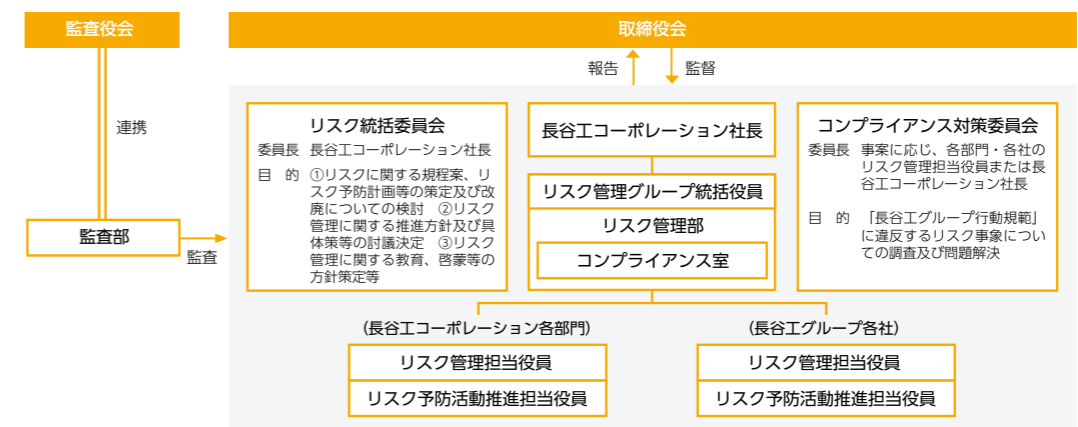 監査役会
取締役会
報告
監督
連携
監査部
監査
リスク統括委員会
委員長 長谷工コーポレーション社長
目　的 ①リスクに関する規程案、リ
スク予防計画等の策定及び改
廃についての検討　②リスク
管理に関する推進方針及び具
体策等の討議決定　③リスク
管理に関する教育、啓蒙等の
方針策定等
長谷工コーポレーション社長
リスク管理グループ統括役員
リスク管理部
コンプライアンス室
コンプライアンス対策委員会
委員長 事案に応じ、各部門・各社の
リスク管理担当役員または長
谷工コーポレーション社長
目　的 「長谷工グループ行動規範」
に違反するリスク事象につい
ての調査及び問題解決
(長谷工コーポレーション各部門)
リスク管理担当役員
リスク予防活動推進担当役員
(長谷工グループ各社)
リスク管理担当役員
リスク予防活動推進担当役員